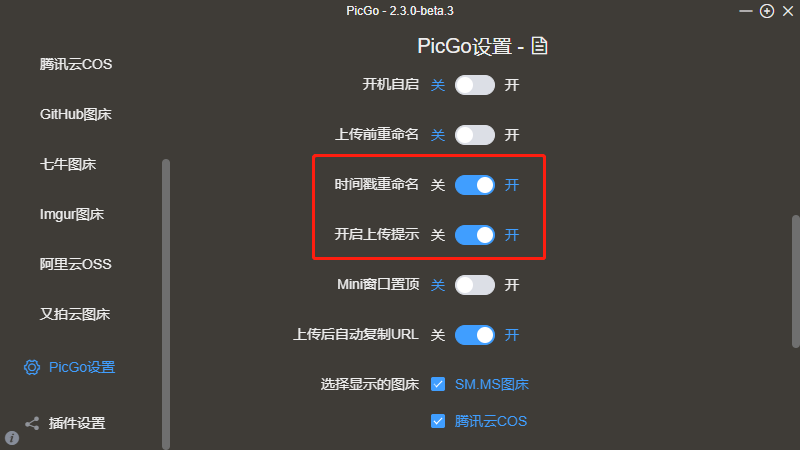 PicGo - 2.3.0-beta.3
腾讯云COS
GitHub图床
七牛图床
Imgur图床
阿里云OSS
又拍云图床
PicGo设置
插件设置
PicGo设置 -
开机自启 关 开
上传前重命名 关 开
时间戳重命名 关 开
开启上传提示 关 开
Mini窗口置顶 关 开
上传后自动复制URL 关 开
选择显示的图床 SM.MS图床
腾讯云COS